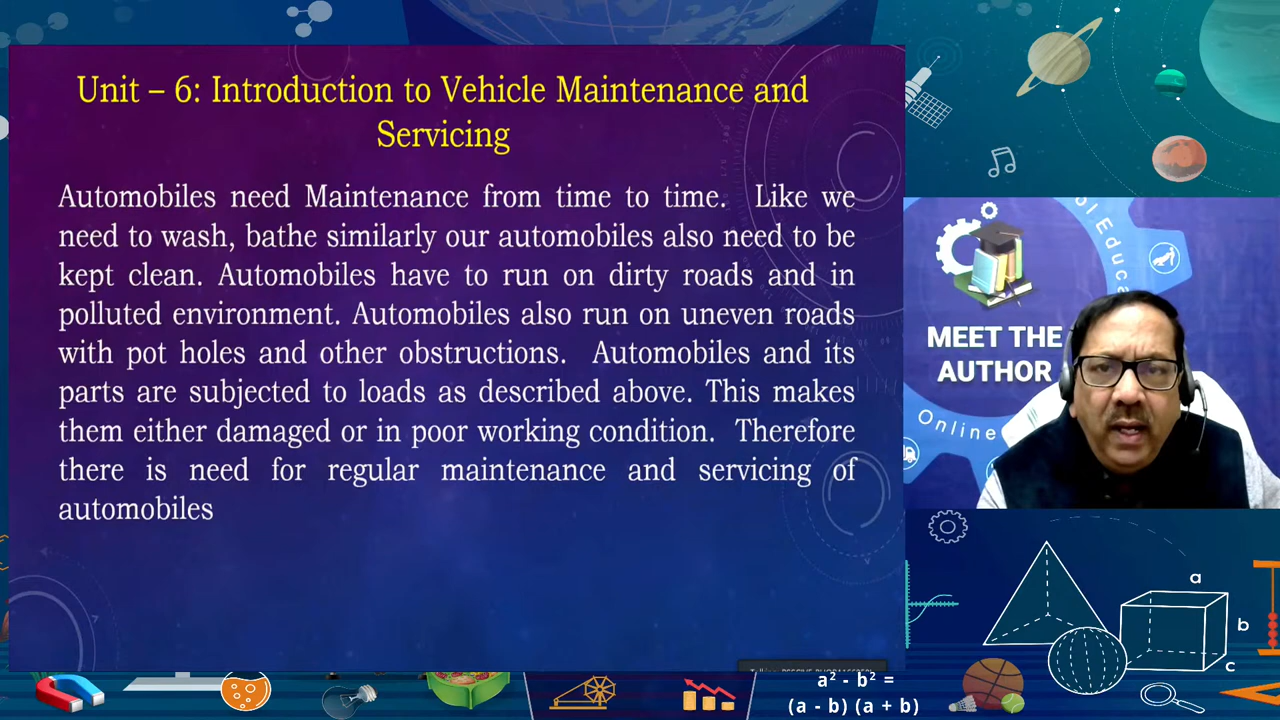 Unit – 6: Introduction to Vehicle Maintenance and
Servicing
Automobiles need Maintenance from time to time. Like we
need to wash, bathe similarly our automobiles also need to be
kept clean. Automobiles have to run on dirty roads and in
polluted environment. Automobiles also run on uneven roads
with pot holes and other obstructions. Automobiles and its
parts are subjected to loads as described above. This makes
them either damaged or in poor working condition. Therefore
there is need for regular maintenance and servicing of
automobiles
MEET THE
AUTHOR
Online
a
b
c
a² - b² =
(a - b) (a + b)